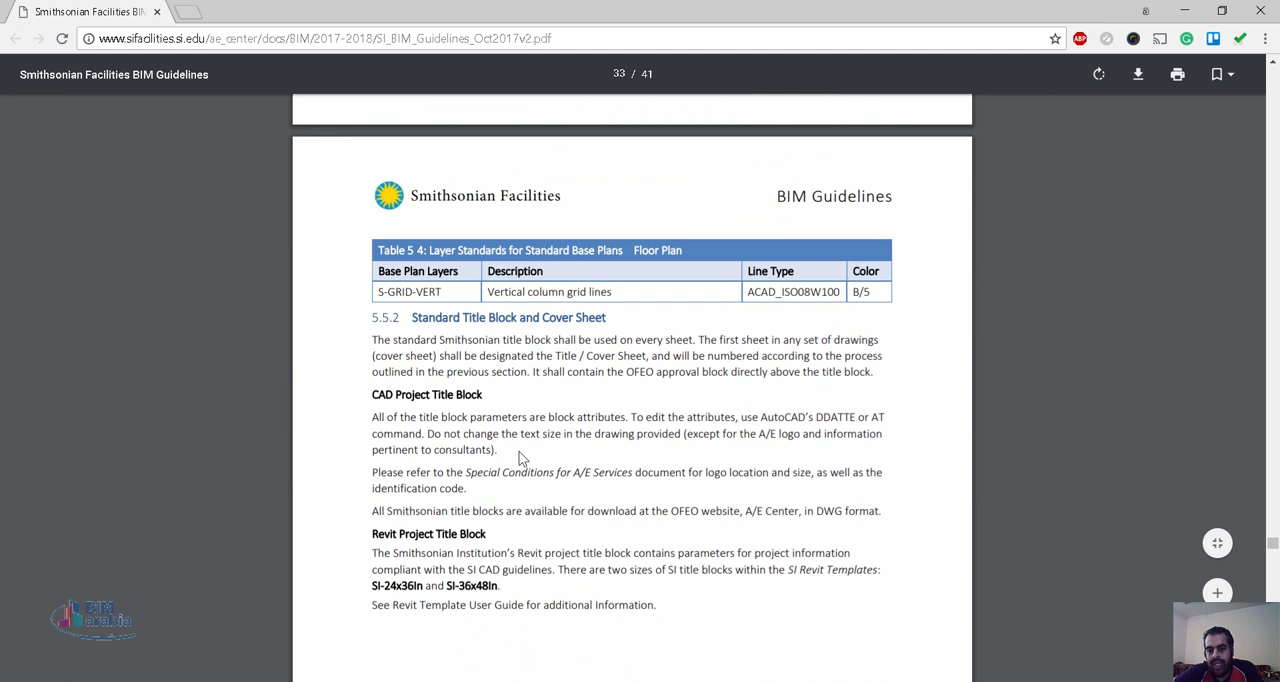 Smithsonian Facilities BIM
www.sifacilities.si.edu/ae_center/docs/BIM/2017-2018/SI_BIM_Guidelines_Oct2017v2.pdf
ABP
Smithsonian Facilities BIM Guidelines
33 / 41
Smithsonian Facilities
BIM Guidelines
Table 5 4: Layer Standards for Standard Base Plans Floor Plan
Base Plan Layers Description Line Type Color
S-GRID-VERT Vertical column grid lines ACAD_ISO08W100 B/5
5.5.2 Standard Title Block and Cover Sheet
The standard Smithsonian title block shall be used on every sheet. The first sheet in any set of drawings
(cover sheet) shall be designated the Title / Cover Sheet, and will be numbered according to the process
outlined in the previous section. It shall contain the OFEO approval block directly above the title block.
CAD Project Title Block
All of the title block parameters are block attributes. To edit the attributes, use AutoCAD's DDATTE or AT
command. Do not change the text size in the drawing provided (except for the A/E logo and information
pertinent to consultants).
Please refer to the Special Conditions for A/E Services document for logo location and size, as well as the
identification code.
All Smithsonian title blocks are available for download at the OFEO website, A/E Center, in DWG format.
Revit Project Title Block
The Smithsonian Institution's Revit project title block contains parameters for project information
compliant with the SI CAD guidelines. There are two sizes of SI title blocks within the SI Revit Templates:
SI-24x36In and SI-36x48In.
See Revit Template User Guide for additional Information.
BIM
arabia